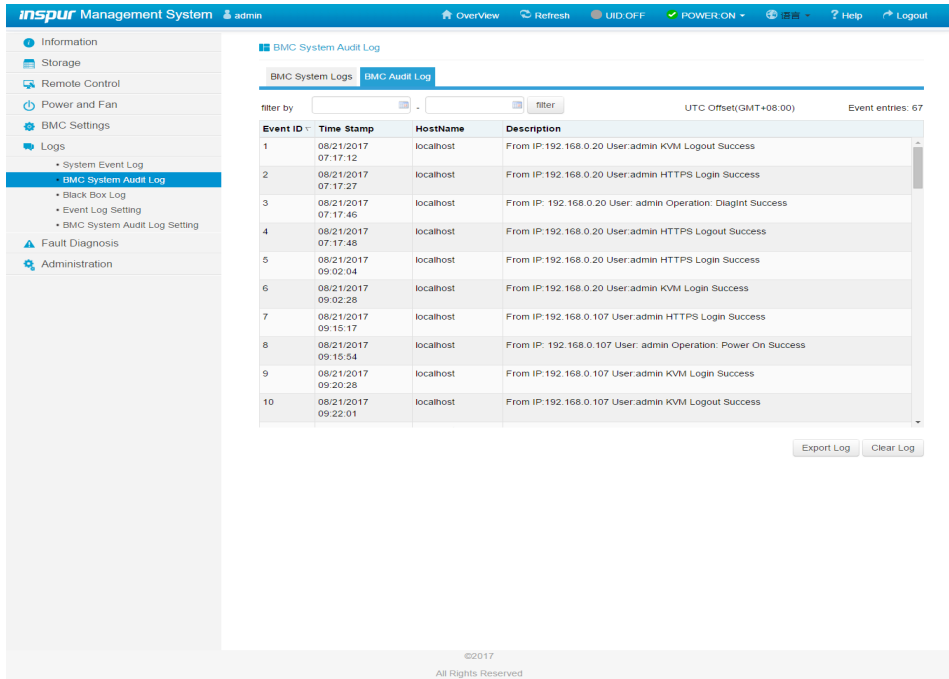 inspur Management System admin OverView Refresh UID:OFF POWER:ON 语言 Help Logout
Information
Storage
Remote Control
Power and Fan
BMC Settings
Logs
• System Event Log
• BMC System Audit Log
• Black Box Log
• Event Log Setting
• BMC System Audit Log Setting
Fault Diagnosis
Administration
BMC System Audit Log
BMC System Logs BMC Audit Log
filter by - filter UTC Offset(GMT+08:00) Event entries: 67
Event ID Time Stamp HostName Description
1 08/21/2017 localhost From IP:192.168.0.20 User:admin KVM Logout Success
07:17:12
2 08/21/2017 localhost From IP:192.168.0.20 User:admin HTTPS Login Success
07:17:27
3 08/21/2017 localhost From IP: 192.168.0.20 User: admin Operation: DiagInt Success
07:17:46
4 08/21/2017 localhost From IP:192.168.0.20 User:admin HTTPS Logout Success
07:17:48
5 08/21/2017 localhost From IP:192.168.0.20 User:admin HTTPS Login Success
09:02:04
6 08/21/2017 localhost From IP:192.168.0.20 User:admin KVM Login Success
09:02:28
7 08/21/2017 localhost From IP:192.168.0.107 User:admin HTTPS Login Success
09:15:17
8 08/21/2017 localhost From IP: 192.168.0.107 User: admin Operation: Power On Success
09:15:54
9 08/21/2017 localhost From IP:192.168.0.107 User:admin KVM Login Success
09:20:28
10 08/21/2017 localhost From IP:192.168.0.107 User:admin KVM Logout Success
09:22:01
Export Log Clear Log
©2017
All Rights Reserved